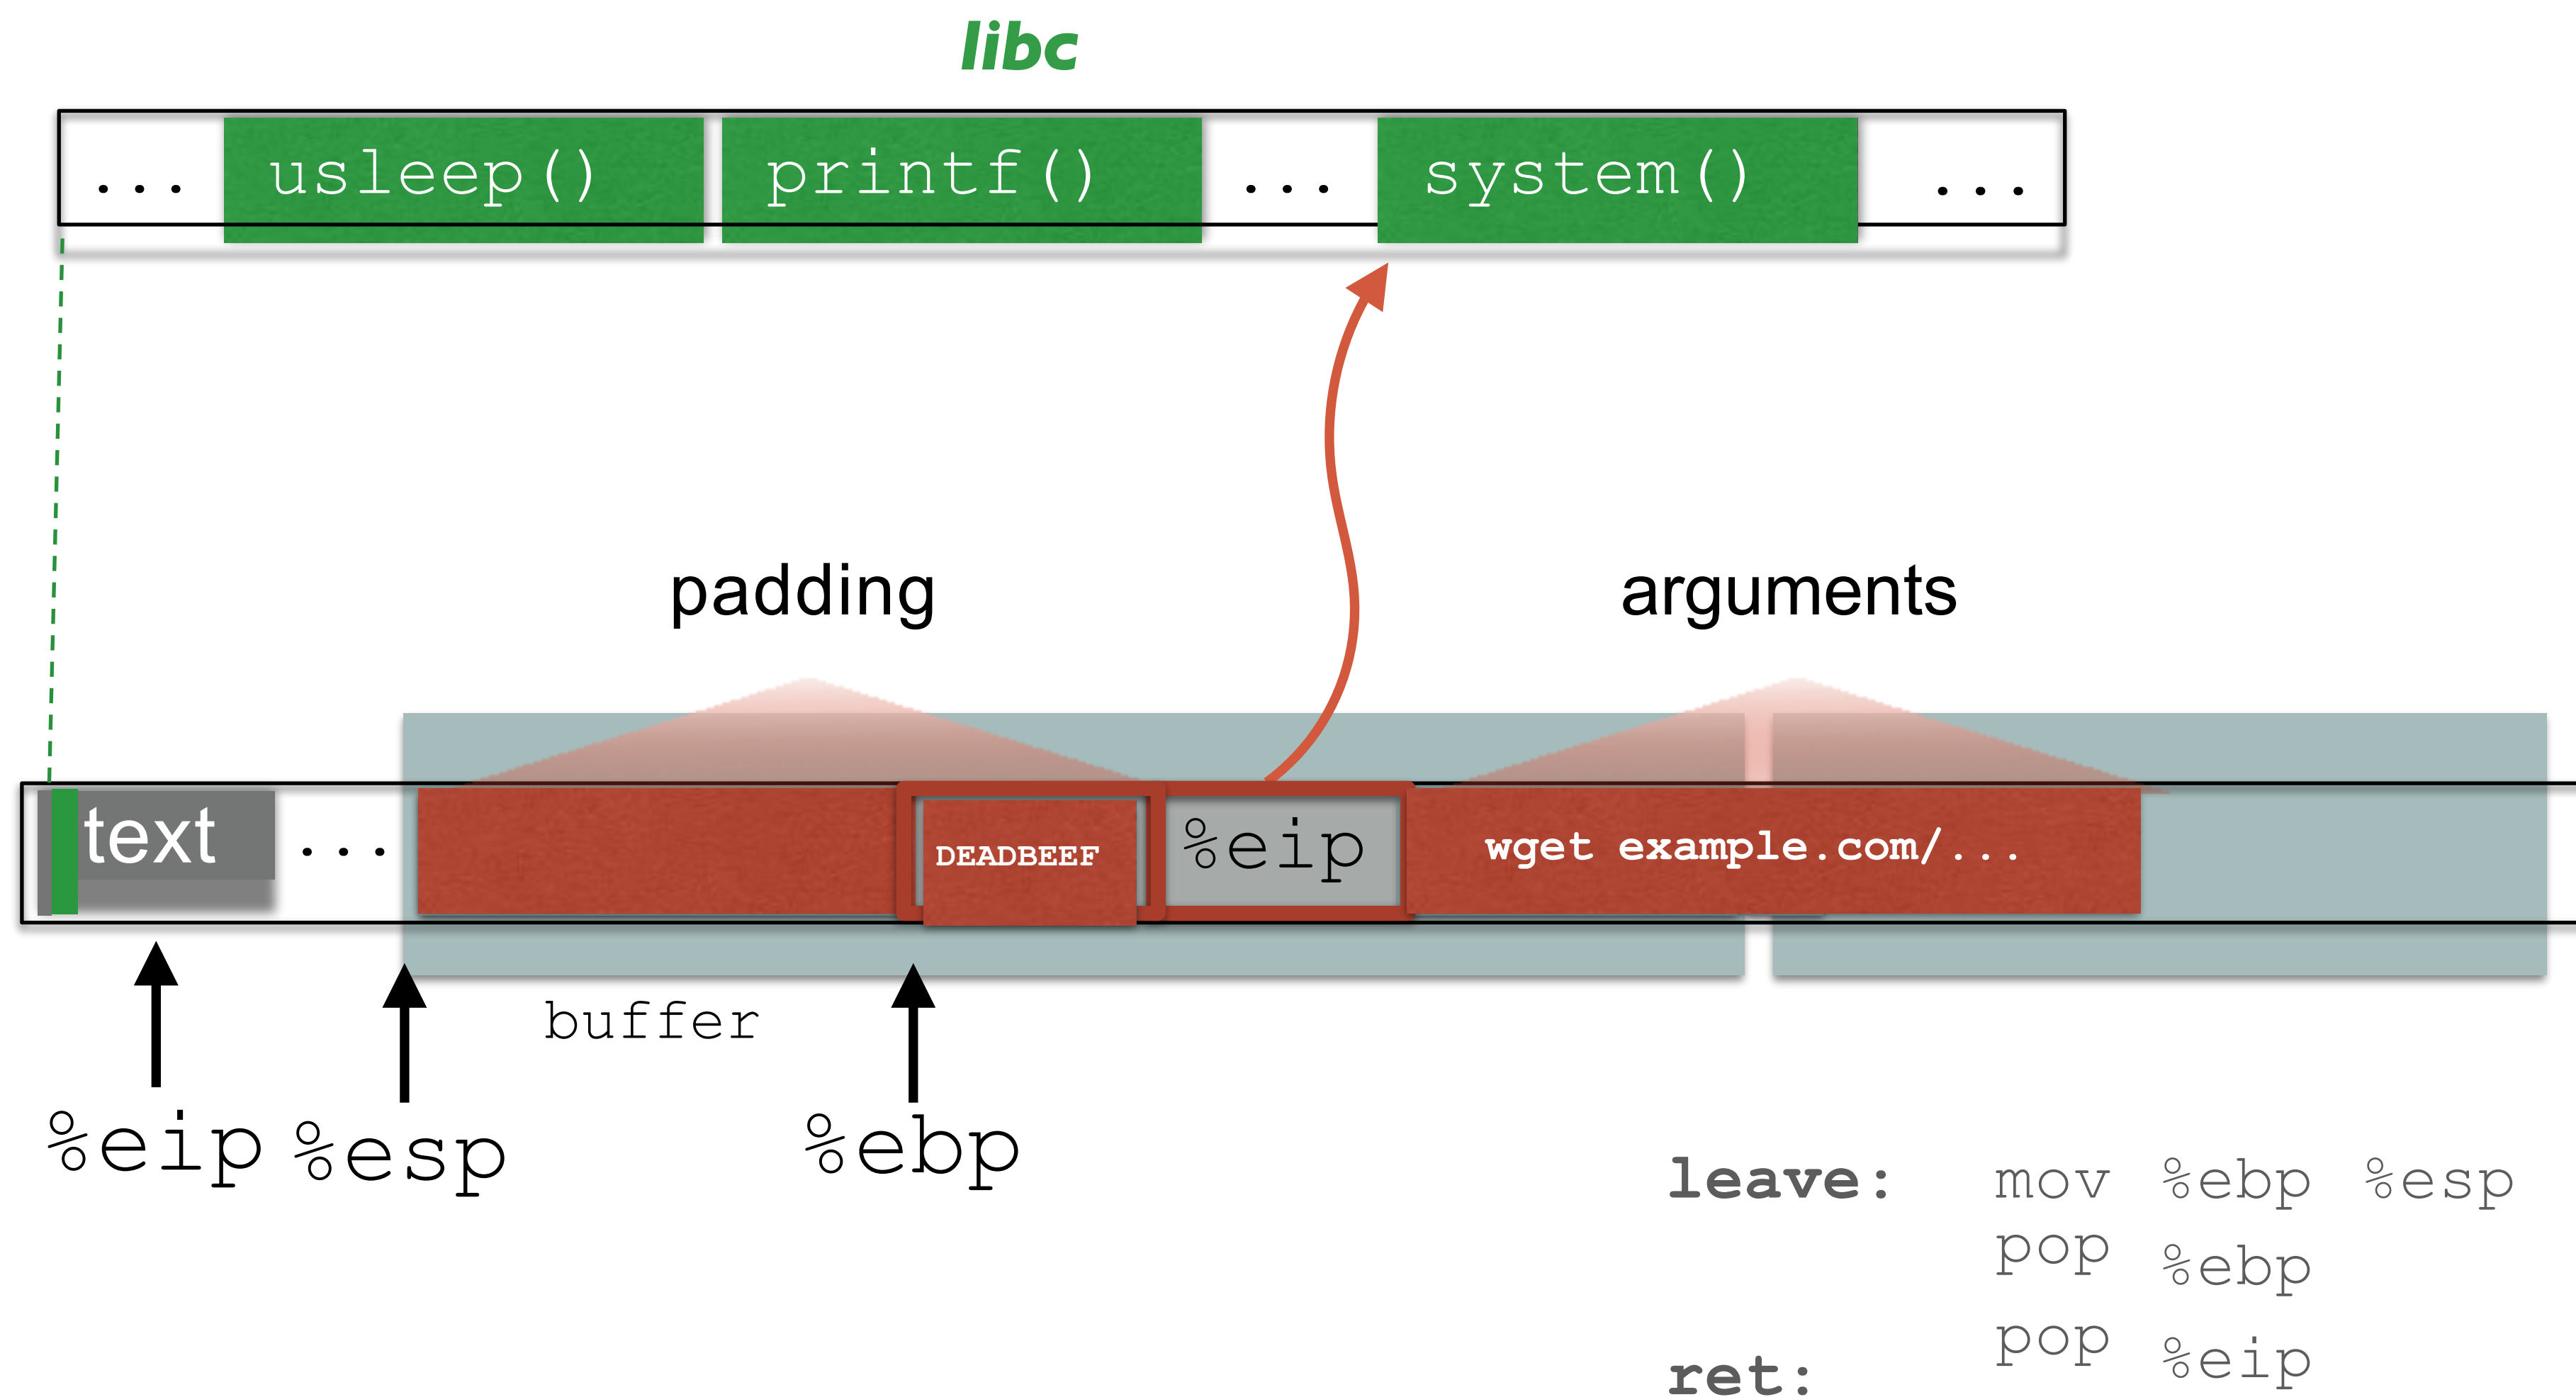 libc
... usleep() printf() ... system() ...
padding arguments
text ... DEADBEEF %eip wget example.com/...
buffer
%eip %esp %ebp
leave: mov %ebp %esp
pop %ebp
ret: pop %eip